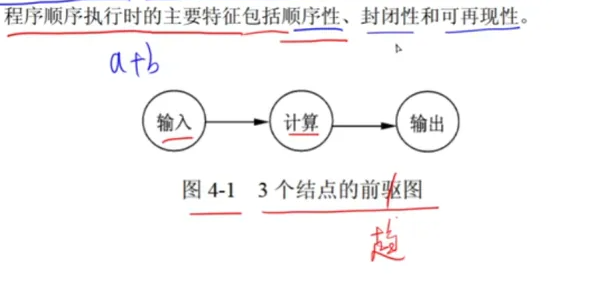 程序顺序执行时的主要特征包括顺序性、封闭性和可再现性。
a+b
输入 计算 输出
图 4-1 3 个结点的前驱图
趋